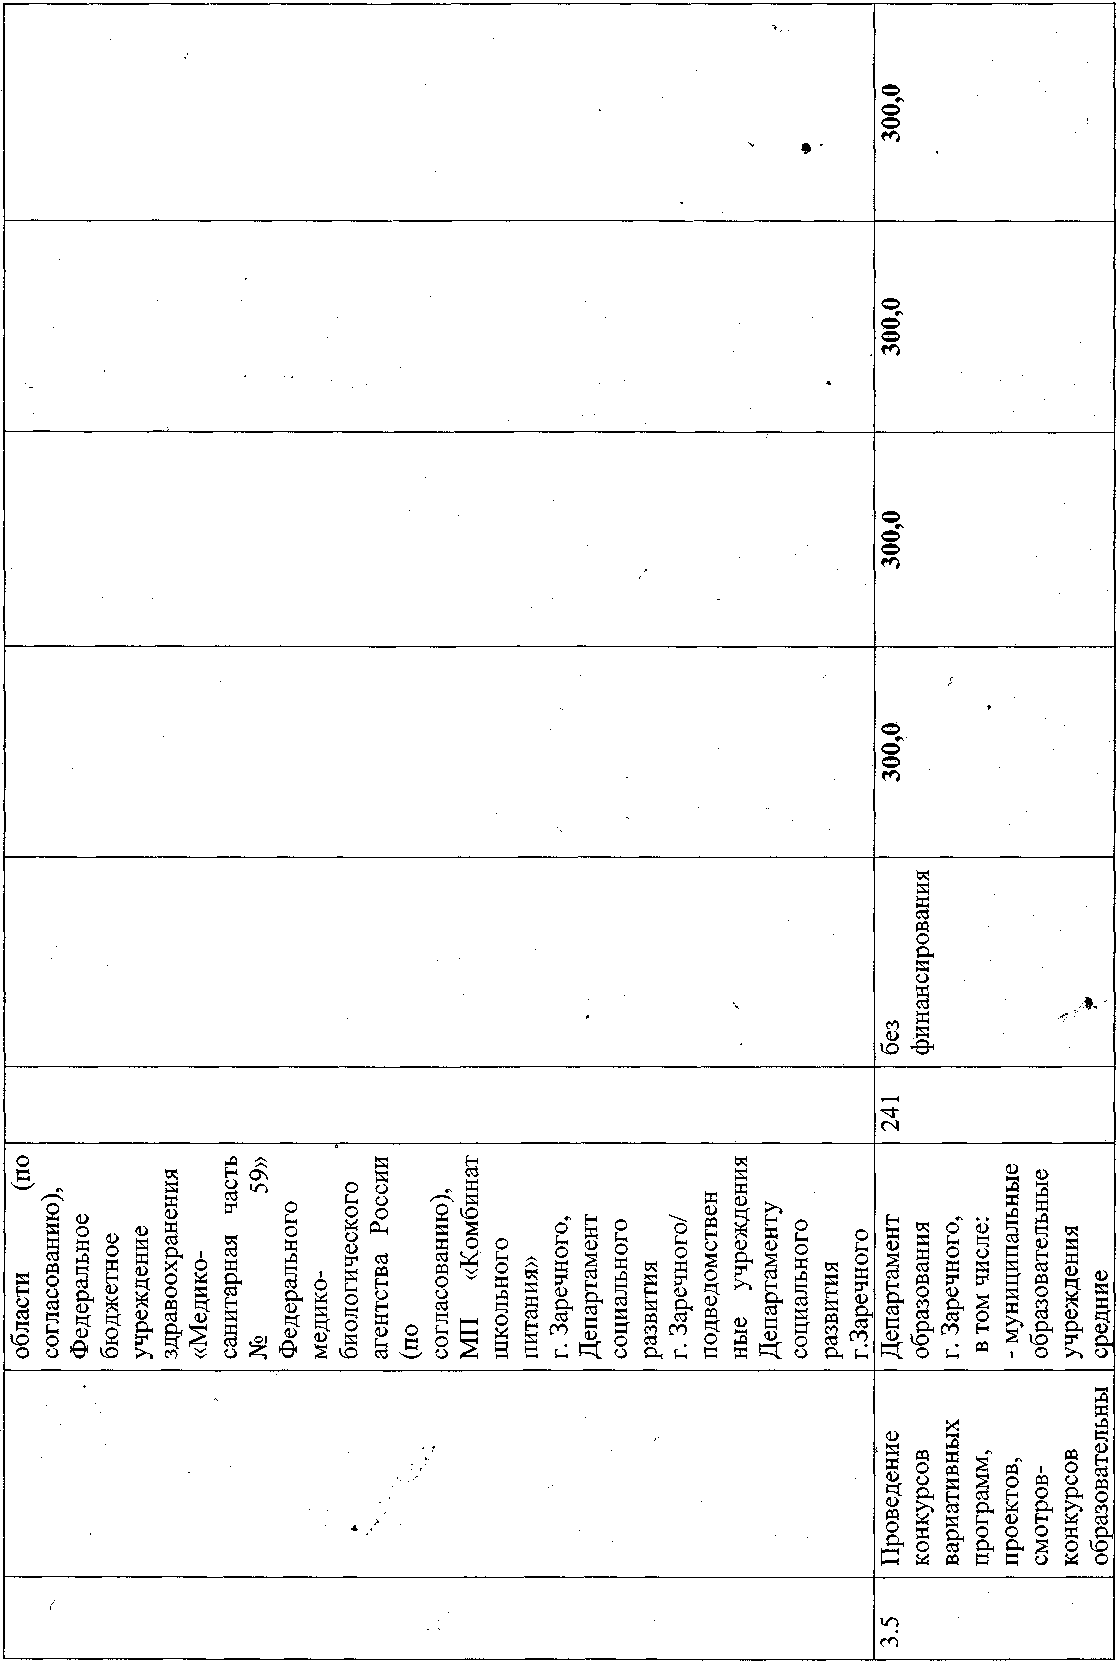 области (по
согласованию),
Федеральное
бюджетное
учреждение
здравоохранения
«Медико-
санитарная часть
№ 59»
Федерального
медико-
биологического
агентства России
(по
согласованию),
МП «Комбинат
школьного
питания»
г. Заречного,
Департамент
социального
развития
г. Заречного/
подведомствен
ные учреждения
Департаменту
социального
развития
г.Заречного
3.5
Проведение
конкурсов
вариативных
программ,
проектов,
смотров-
конкурсов
образовательны
Департамент
образования
г. Заречного,
в том числе:
- муниципальные
образовательные
учреждения
средние
241
без
финансирования
300,0
300,0
300,0
300,0